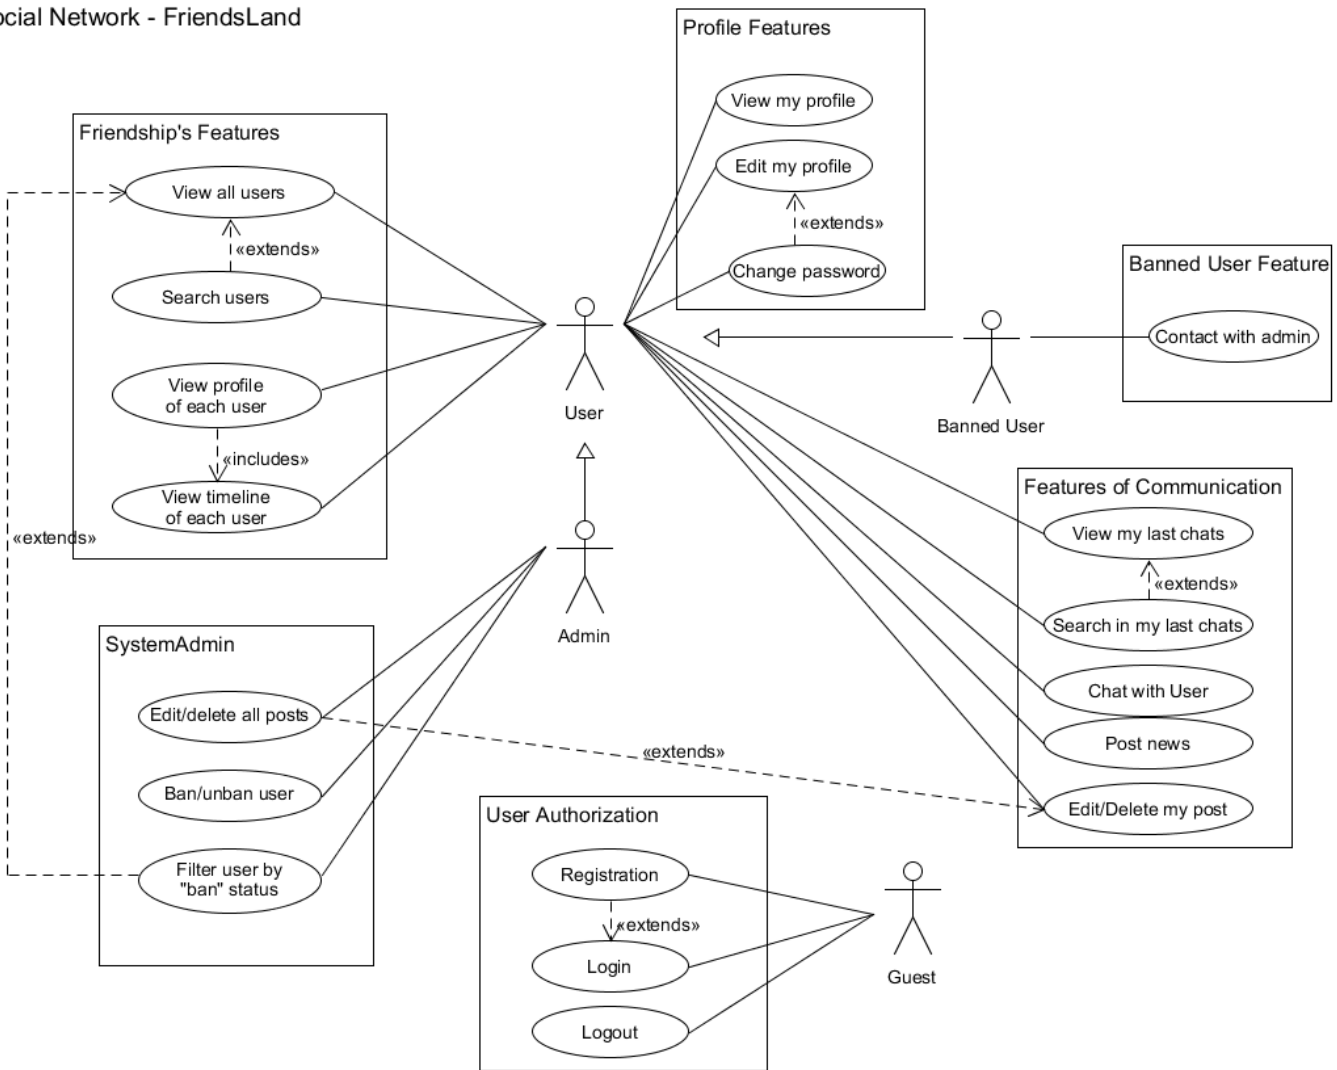 ocial Network - FriendsLand
Profile Features
View my profile
Edit my profile
«extends»
Change password
Friendship's Features
View all users
«extends»
Search users
View profile
of each user
«includes»
View timeline
of each user
«extends»
User
Banned User Feature
Contact with admin
Banned User
Admin
Features of Communication
View my last chats
«extends»
Search in my last chats
Chat with User
Post news
Edit/Delete my post
SystemAdmin
Edit/delete all posts
«extends»
Ban/unban user
Filter user by
"ban" status
User Authorization
Registration
«extends»
Login
Logout
Guest